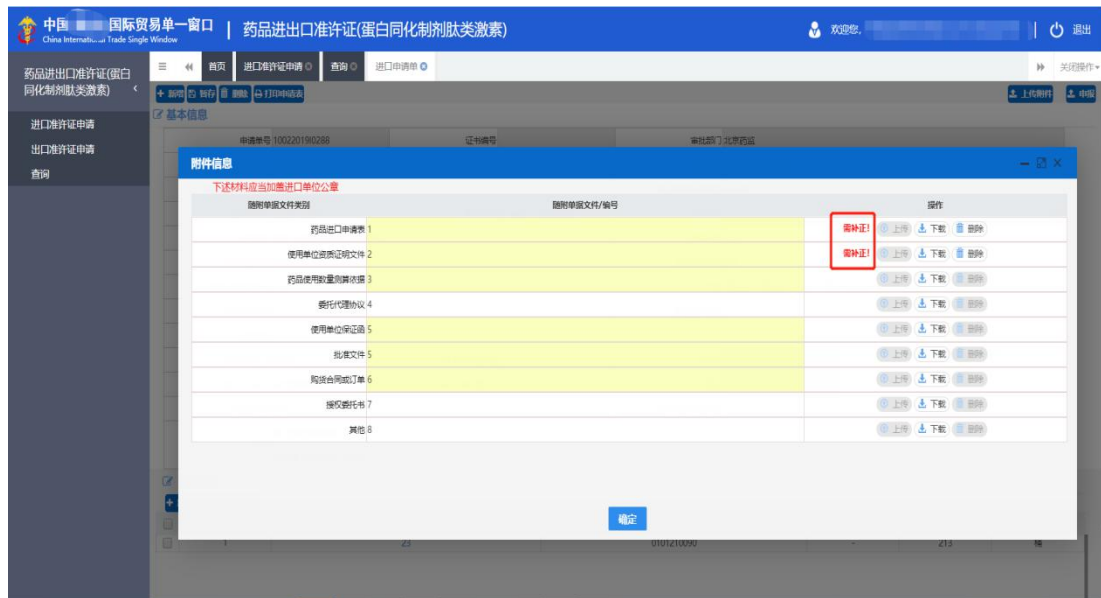 中国 国际贸易单一窗口 | 药品进出口准许证(蛋白同化制剂肽类激素)
China International Trade Single Window
欢迎您, | 退出
药品进出口准许证(蛋白同化制剂肽类激素)
进口准许证申请
出口准许证申请
查询
首页 进口准许证申请 查询 进口申请单 关闭操作
新增 暂存 删除 打印申请表 上传附件 申报
基本信息
申请单号 证书编号 审批部门 北京药监
附件信息
下述材料应当加盖进口单位公章
随附单据文件类别 随附单据文件/编号 操作
药品进口申请表 1 需补正! 上传 下载 删除
使用单位资质证明文件 2 需补正! 上传 下载 删除
药品使用数量测算依据 3 上传 下载 删除
委托代理协议 4 上传 下载 删除
使用单位保证函 5 上传 下载 删除
批准文件 5 上传 下载 删除
购货合同或订单 6 上传 下载 删除
授权委托书 7 上传 下载 删除
其他 8 上传 下载 删除
确定
1 23 0101210090 - 213